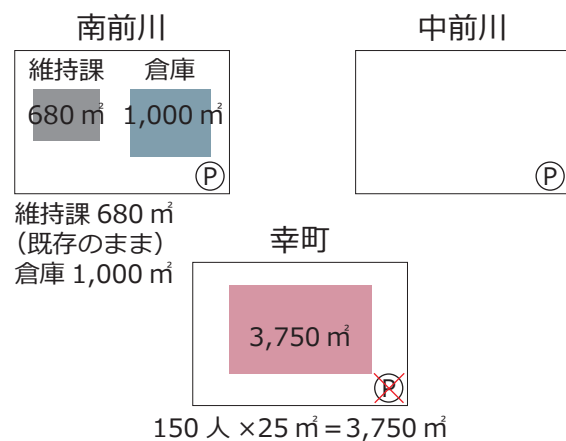 南前川
中前川
維持課 倉庫
680 ㎡ 1,000 ㎡
Ⓟ
Ⓟ
維持課 680 ㎡
（既存のまま）
倉庫 1,000 ㎡
幸町
3,750 ㎡
Ⓟ
150 人 ×25 ㎡＝3,750 ㎡